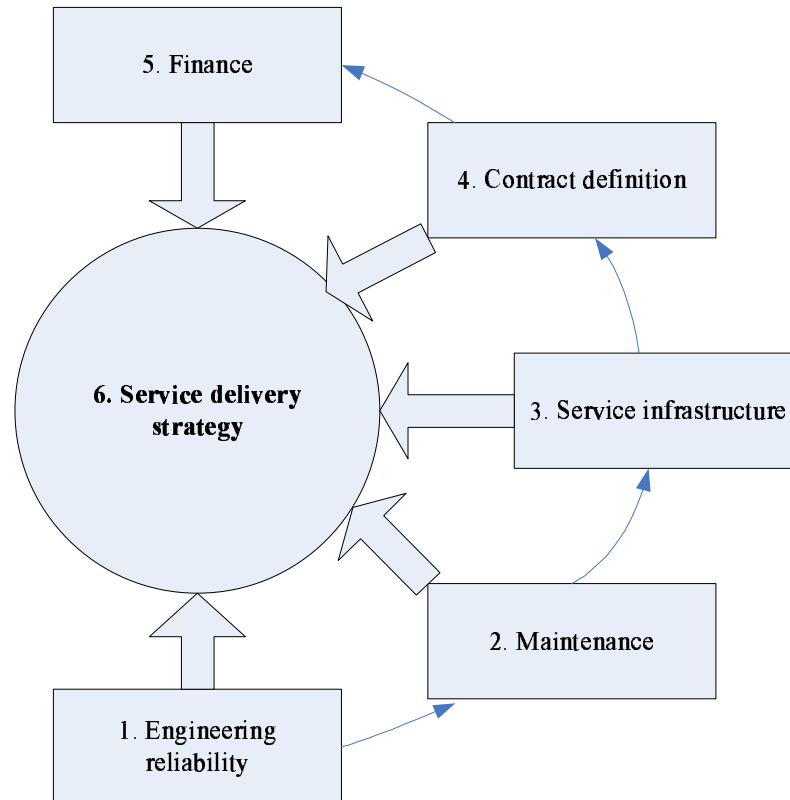 5. Finance
4. Contract definition
6. Service delivery
strategy
3. Service infrastructure
2. Maintenance
1. Engineering
reliability